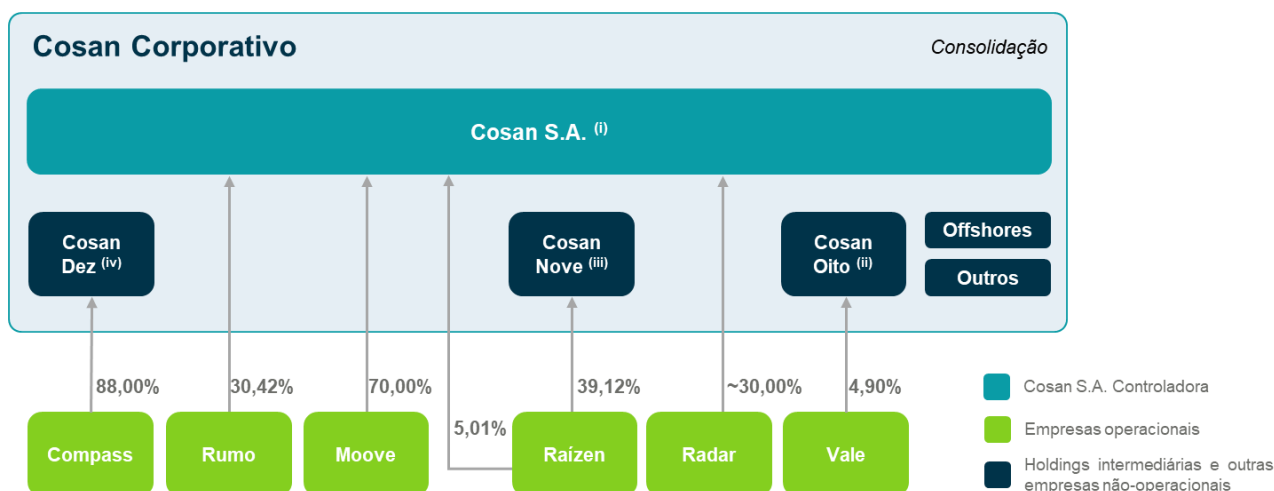 Cosan Corporativo
Consolidação
Cosan S.A. (i)
Cosan
Dez (iv)
Cosan
Nove (iii)
Cosan
Oito (ii)
Offshores
Outros
88,00%
30,42%
70,00%
5,01%
39,12%
~30,00%
4,90%
Compass
Rumo
Moove
Raízen
Radar
Vale
Cosan S.A. Controladora
Empresas operacionais
Holdings intermediárias e outras
empresas não-operacionais